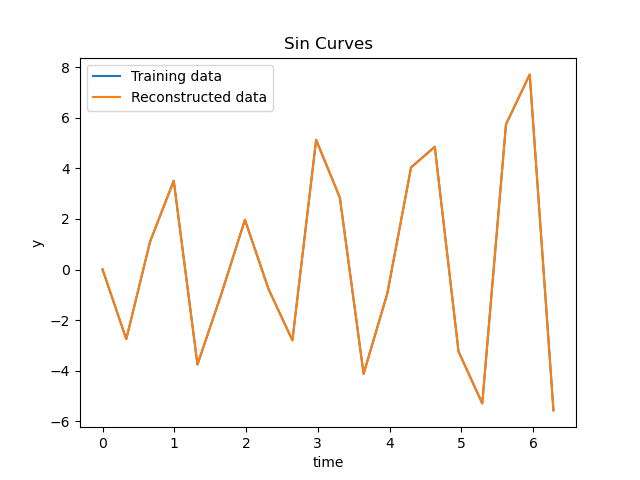 Sin Curves
Training data
Reconstructed data
8
6
4
2
0
−2
−4
−6
y
0 1 2 3 4 5 6
time